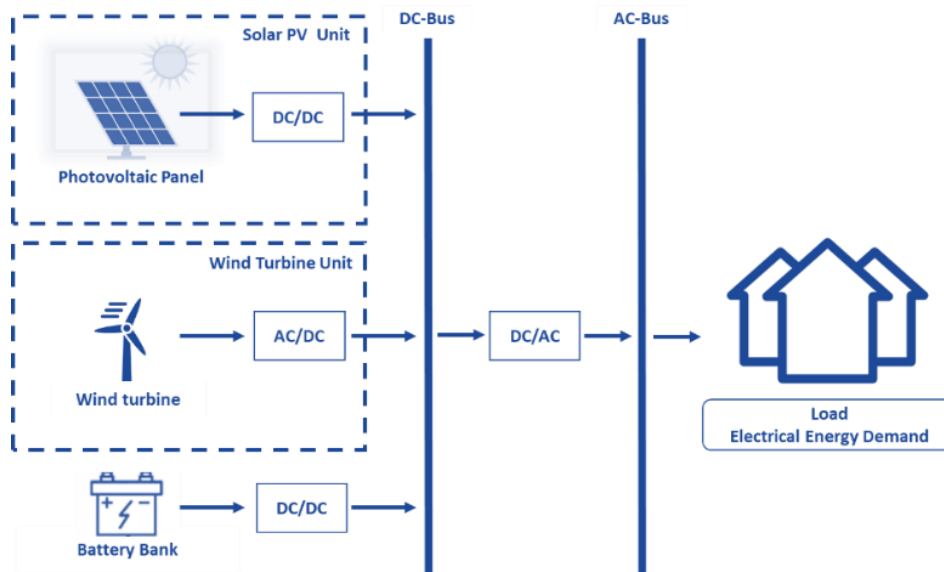 DC-Bus
AC-Bus
Solar PV Unit
DC/DC
Photovoltaic Panel
Wind Turbine Unit
AC/DC
DC/AC
Wind turbine
Load
Electrical Energy Demand
+ -
DC/DC
Battery Bank